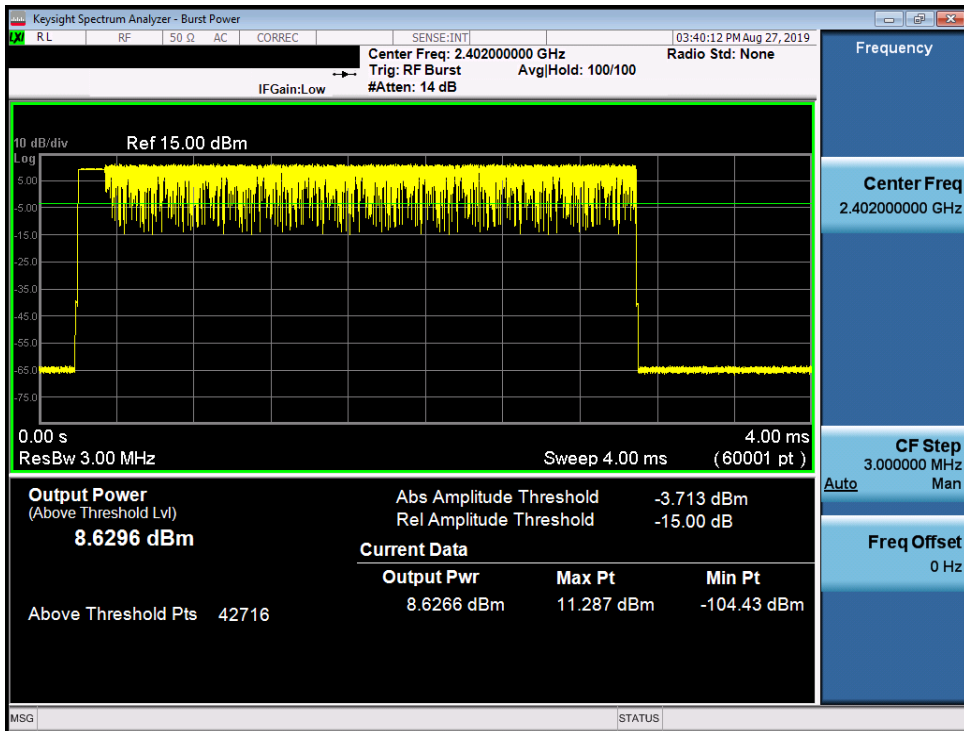 Keysight Spectrum Analyzer - Burst Power
LXI RL RF 50 Ω AC CORREC SENSE:INT 03:40:12 PM Aug 27, 2019
Center Freq: 2.402000000 GHz Radio Std: None
Trig: RF Burst Avg|Hold: 100/100
IFGain:Low #Atten: 14 dB
10 dB/div Ref 15.00 dBm
Log
5.00
-5.00
-15.0
-25.0
-35.0
-45.0
-55.0
-65.0
-75.0
0.00 s 4.00 ms
ResBw 3.00 MHz Sweep 4.00 ms (60001 pt)
Output Power
(Above Threshold Lvl)
8.6296 dBm
Above Threshold Pts 42716
Abs Amplitude Threshold -3.713 dBm
Rel Amplitude Threshold -15.00 dB
Current Data
Output Pwr Max Pt Min Pt
8.6266 dBm 11.287 dBm -104.43 dBm
Frequency
Center Freq
2.402000000 GHz
CF Step
3.000000 MHz
Auto Man
Freq Offset
0 Hz
MSG STATUS